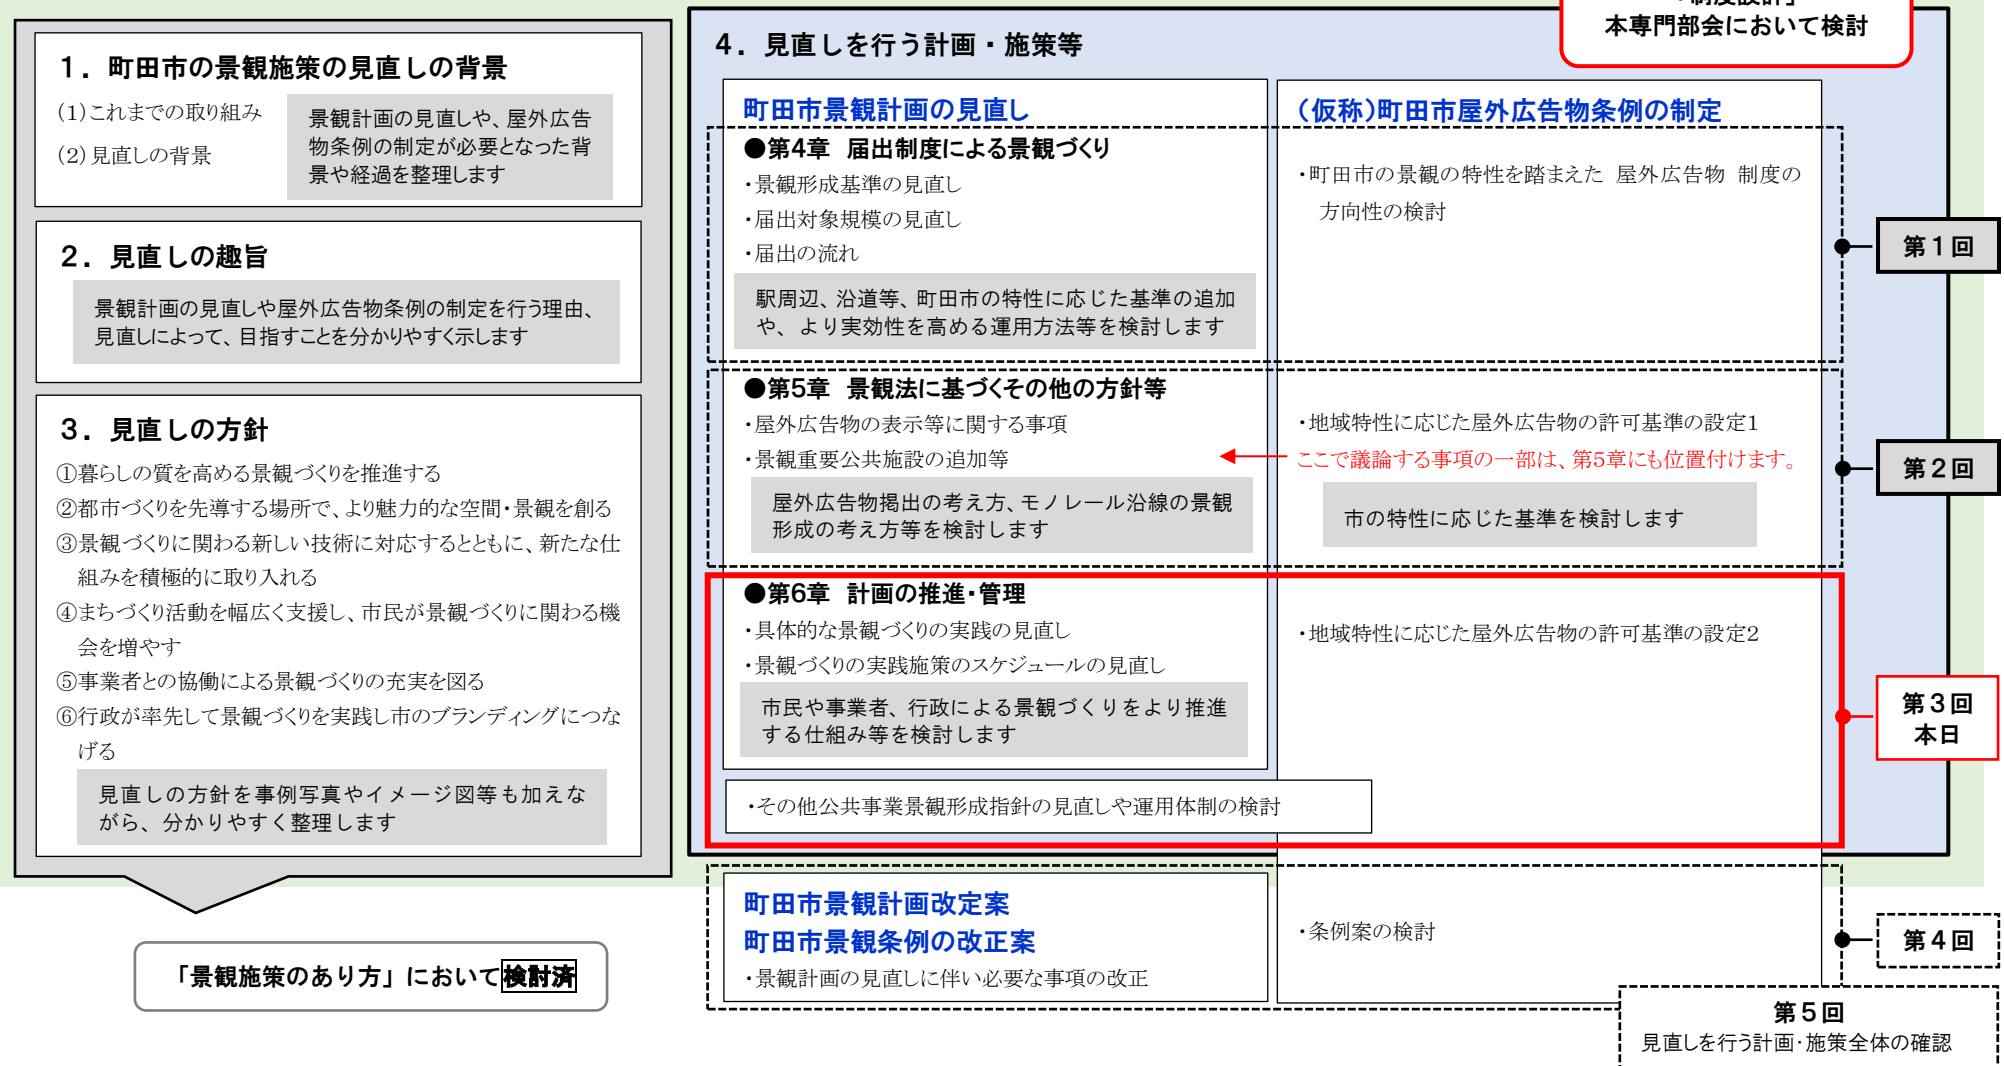 1．町田市の景観施策の見直しの背景
(1)これまでの取り組み
(2)見直しの背景
景観計画の見直しや、屋外広告
物条例の制定が必要となった背
景や経過を整理します
2．見直しの趣旨
景観計画の見直しや屋外広告物条例の制定を行う理由、
見直しによって、目指すことを分かりやすく示します
3．見直しの方針
①暮らしの質を高める景観づくりを推進する
②都市づくりを先導する場所で、より魅力的な空間・景観を創る
③景観づくりに関わる新しい技術に対応するとともに、新たな仕
組みを積極的に取り入れる
④まちづくり活動を幅広く支援し、市民が景観づくりに関わる機
会を増やす
⑤事業者との協働による景観づくりの充実を図る
⑥行政が率先して景観づくりを実践し市のブランディングにつな
げる
見直しの方針を事例写真やイメージ図等も加えな
がら、分かりやすく整理します
「景観施策のあり方」において検討済
「制度設計」
本専門部会において検討
4．見直しを行う計画・施策等
町田市景観計画の見直し
●第4章 届出制度による景観づくり
・景観形成基準の見直し
・届出対象規模の見直し
・届出の流れ
駅周辺、沿道等、町田市の特性に応じた基準の追加
や、より実効性を高める運用方法等を検討します
(仮称)町田市屋外広告物条例の制定
・町田市の景観の特性を踏まえた 屋外広告物 制度の
方向性の検討
第1回
●第5章 景観法に基づくその他の方針等
・屋外広告物の表示等に関する事項
・景観重要公共施設の追加等
屋外広告物掲出の考え方、モノレール沿線の景観
形成の考え方等を検討します
・地域特性に応じた屋外広告物の許可基準の設定1
ここで議論する事項の一部は、第5章にも位置付けます。
市の特性に応じた基準を検討します
第2回
●第6章 計画の推進・管理
・具体的な景観づくりの実践の見直し
・景観づくりの実践施策のスケジュールの見直し
市民や事業者、行政による景観づくりをより推進
する仕組み等を検討します
・その他公共事業景観形成指針の見直しや運用体制の検討
・地域特性に応じた屋外広告物の許可基準の設定2
第3回
本日
町田市景観計画改定案
町田市景観条例の改正案
・景観計画の見直しに伴い必要な事項の改正
・条例案の検討
第4回
第5回
見直しを行う計画・施策全体の確認